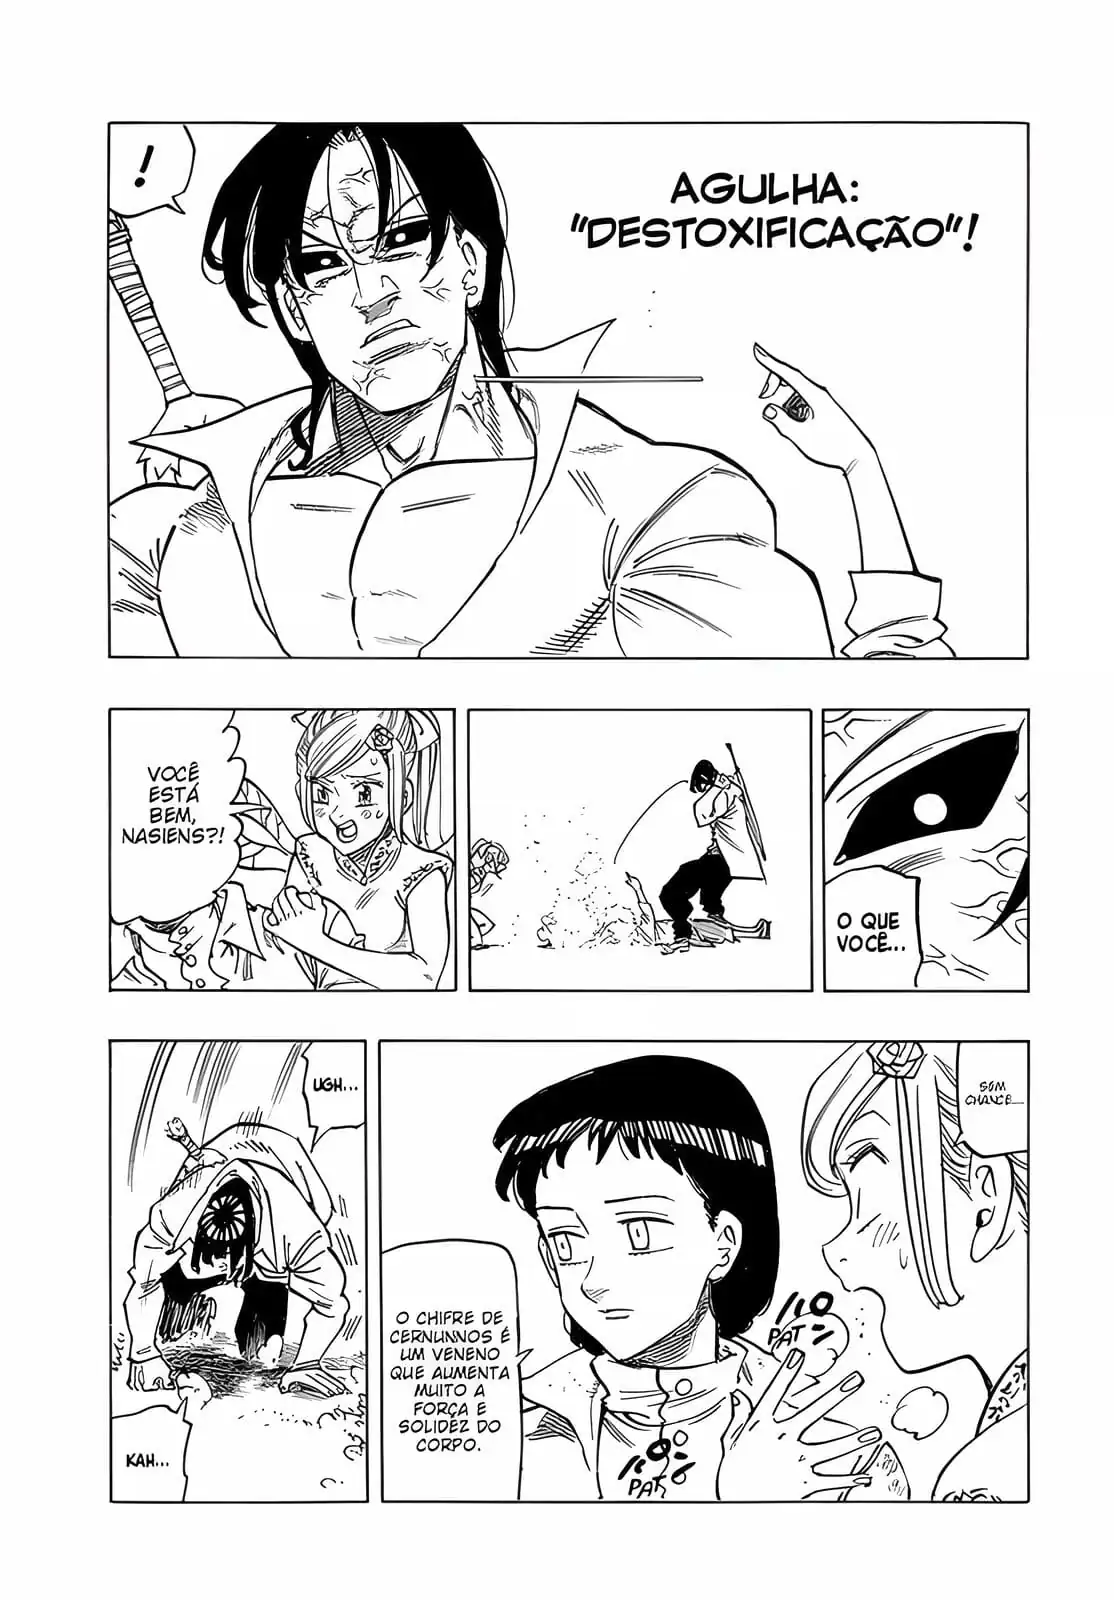 !
AGULHA:
"DESTOXIFICAÇÃO"!
O QUE
VOCÊ...
VOCÊ
ESTÁ
BEM,
NASIENS?!
SEM
CHANCE...
PAT
PAT
O CHIFRE DE
CERNUNNOS É
UM VENENO
QUE AUMENTA
MUITO A
FORÇA E
SOLIDEZ DO
CORPO.
UGH...
KAH...